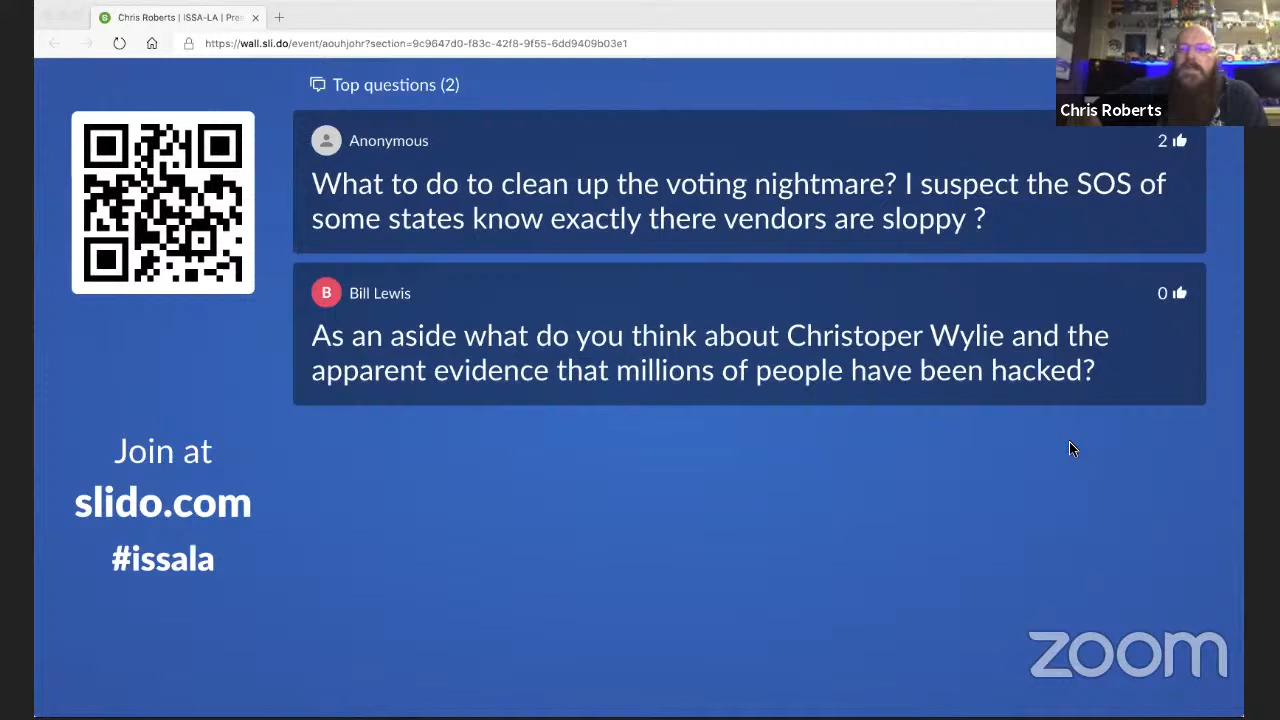 Chris Roberts | ISSA-LA | Pre
https://wall.sli.do/event/aouhjohr?section=9c9647d0-f83c-42f8-9f55-6dd9409b03e1
Chris Roberts
Top questions (2)
Anonymous
2
What to do to clean up the voting nightmare? I suspect the SOS of
some states know exactly there vendors are sloppy ?
B
Bill Lewis
0
As an aside what do you think about Christoper Wylie and the
apparent evidence that millions of people have been hacked?
Join at
slido.com
#issala
zoom